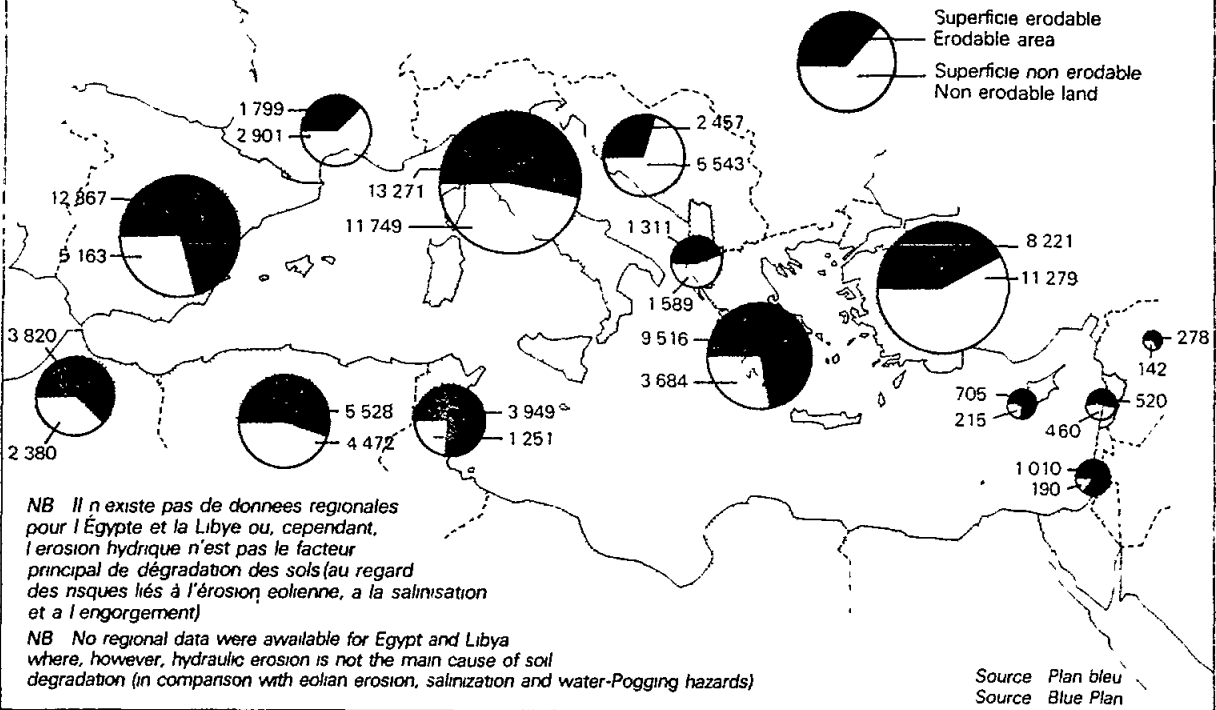 Superficie erodable
Erodable area
Superficie non erodable
Non erodable land
1 799
2 901
2 457
5 543
13 271
11 749
12 867
5 163
1 311
1 589
8 221
11 279
3 820
2 380
5 528
4 472
3 949
1 251
9 516
3 684
278
142
705
215
520
460
1 010
190
NB Il n existe pas de donnees regionales
pour l Égypte et la Libye ou, cependant,
l erosion hydrique n'est pas le facteur
principal de dégradation des sols (au regard
des risques liés à l'érosion eolienne, a la salinisation
et a l engorgement)
NB No regional data were awailable for Egypt and Libya
where, however, hydraulic erosion is not the main cause of soil
degradation (in comparison with eolian erosion, salinization and water-Pogging hazards)
Source Plan bleu
Source Blue Plan